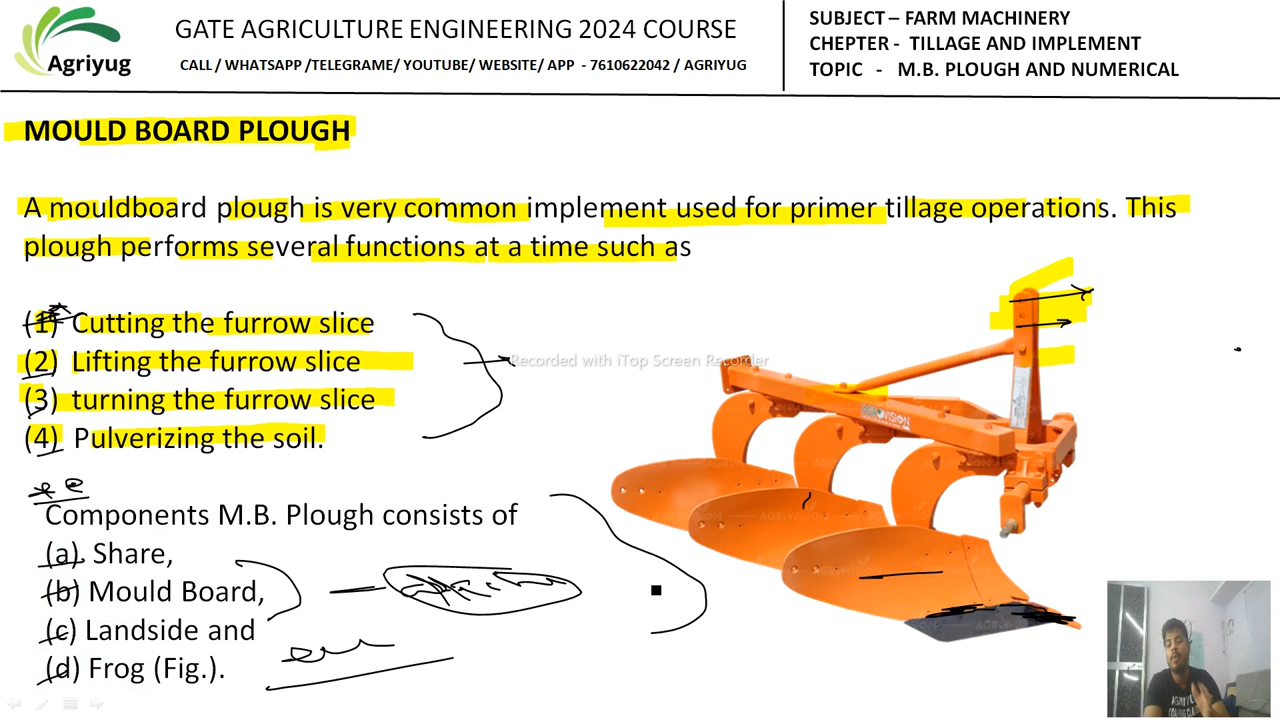 Agriyug
GATE AGRICULTURE ENGINEERING 2024 COURSE
CALL / WHATSAPP /TELEGRAME/ YOUTUBE/ WEBSITE/ APP - 7610622042 / AGRIYUG
SUBJECT – FARM MACHINERY
CHEPTER - TILLAGE AND IMPLEMENT
TOPIC - M.B. PLOUGH AND NUMERICAL
MOULD BOARD PLOUGH
A mouldboard plough is very common implement used for primer tillage operations. This
plough performs several functions at a time such as
(1) Cutting the furrow slice
(2) Lifting the furrow slice
(3) turning the furrow slice
(4) Pulverizing the soil.
Recorded with iTop Screen Recorder
Components M.B. Plough consists of
(a). Share,
(b) Mould Board,
(c) Landside and
(d) Frog (Fig.).